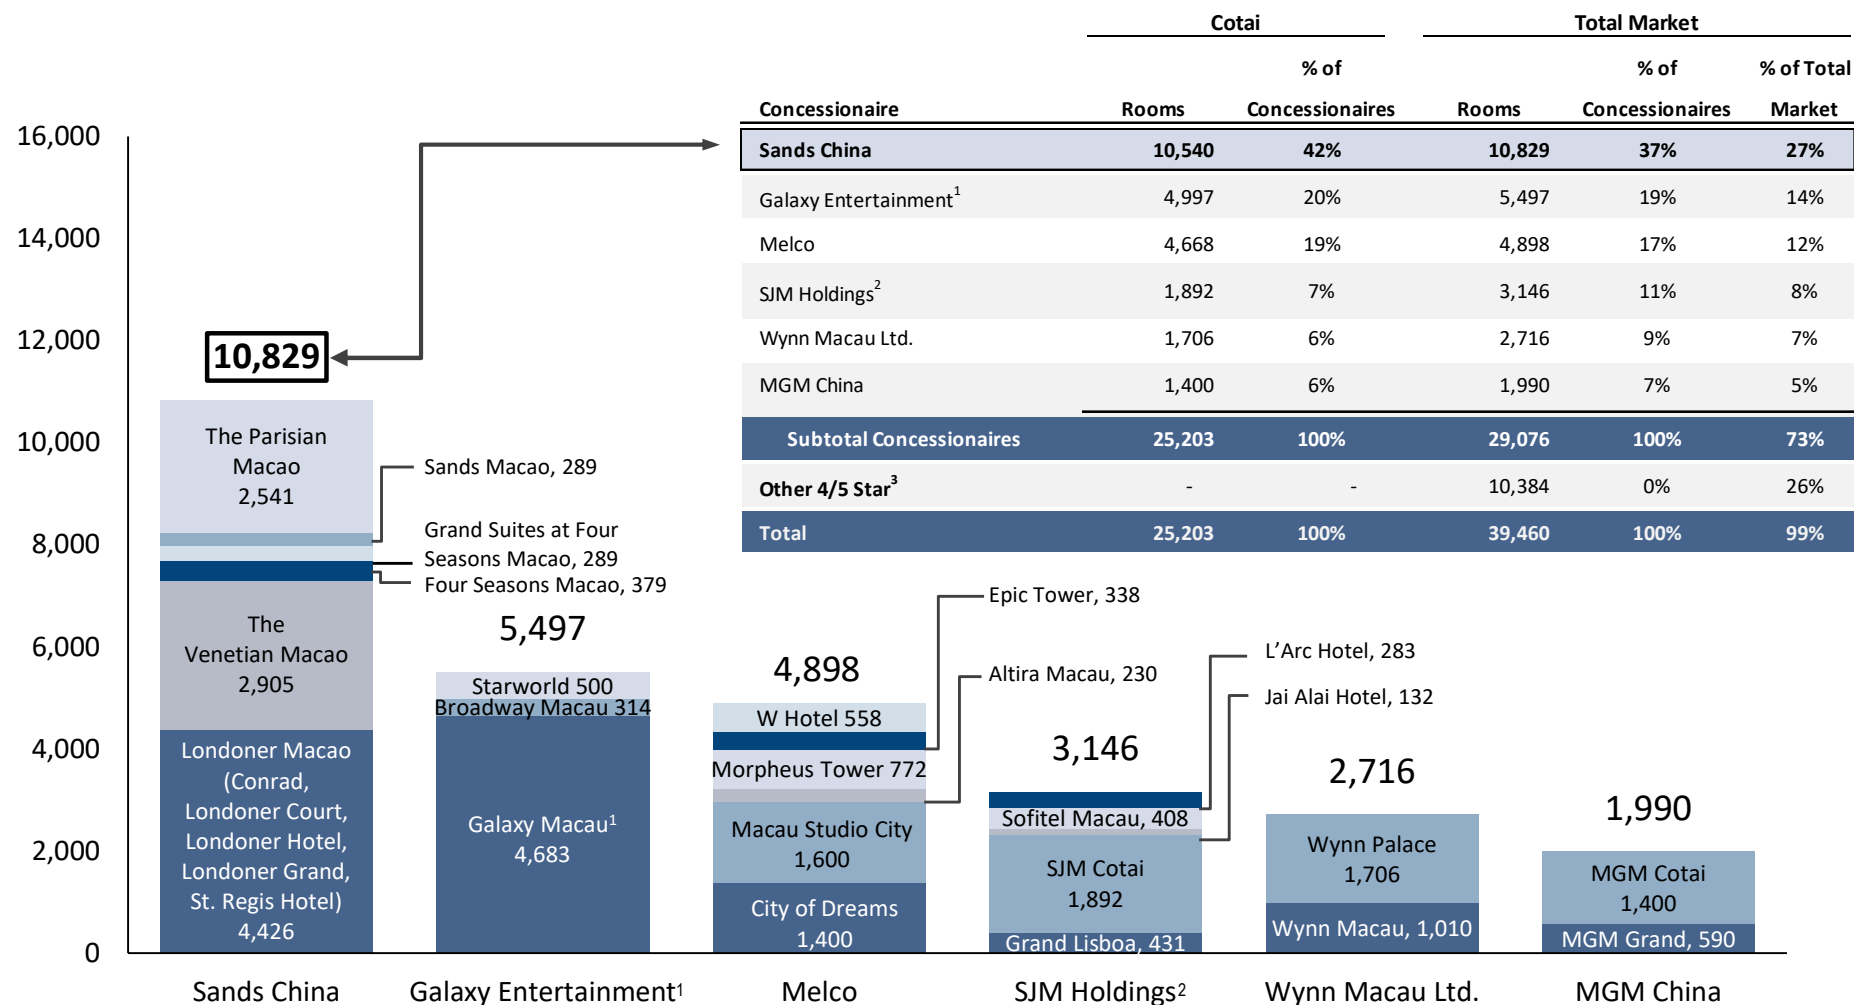 Cotai Total Market
% of % of % of Total
Concessionaire Rooms Concessionaires Rooms Concessionaires Market
Sands China 10,540 42% 10,829 37% 27%
Galaxy Entertainment1 4,997 20% 5,497 19% 14%
Melco 4,668 19% 4,898 17% 12%
SJM Holdings2 1,892 7% 3,146 11% 8%
Wynn Macau Ltd. 1,706 6% 2,716 9% 7%
MGM China 1,400 6% 1,990 7% 5%
Subtotal Concessionaires 25,203 100% 29,076 100% 73%
Other 4/5 Star3 - - 10,384 0% 26%
Total 25,203 100% 39,460 100% 99%
16,000
14,000
12,000
10,000
8,000
6,000
4,000
2,000
0
10,829
The Parisian
Macao
2,541
Sands Macao, 289
Grand Suites at Four
Seasons Macao, 289
Four Seasons Macao, 379
The
Venetian Macao
2,905
Londoner Macao
(Conrad,
Londoner Court,
Londoner Hotel,
Londoner Grand,
St. Regis Hotel)
4,426
5,497
Starworld 500
Broadway Macau 314
Galaxy Macau1
4,683
4,898
W Hotel 558
Epic Tower, 338
Morpheus Tower 772
Altira Macau, 230
Macau Studio City
1,600
City of Dreams
1,400
3,146
L’Arc Hotel, 283
Sofitel Macau, 408
Jai Alai Hotel, 132
SJM Cotai
1,892
Grand Lisboa, 431
2,716
Wynn Palace
1,706
Wynn Macau, 1,010
1,990
MGM Cotai
1,400
MGM Grand, 590
Sands China Galaxy Entertainment1 Melco SJM Holdings2 Wynn Macau Ltd. MGM China